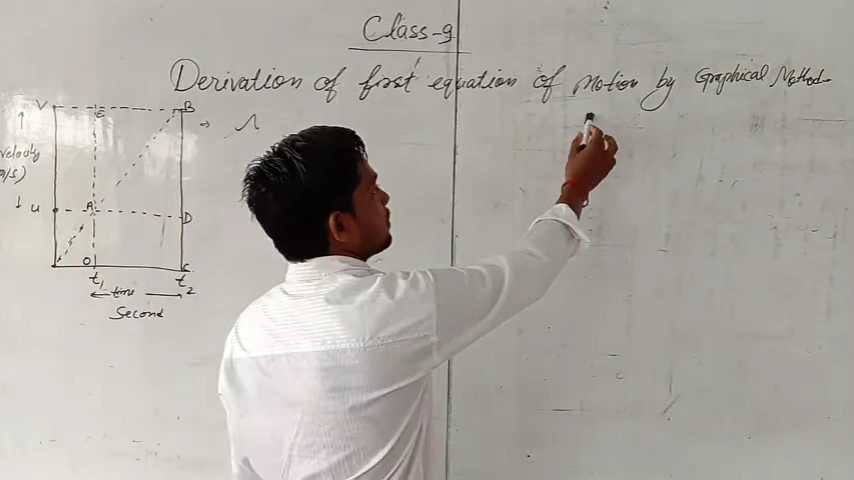 Class-9
Derivation of first equation of Motion by Graphical Method
V E B
Velocity
u A D
O C
t1 t2
time
Second